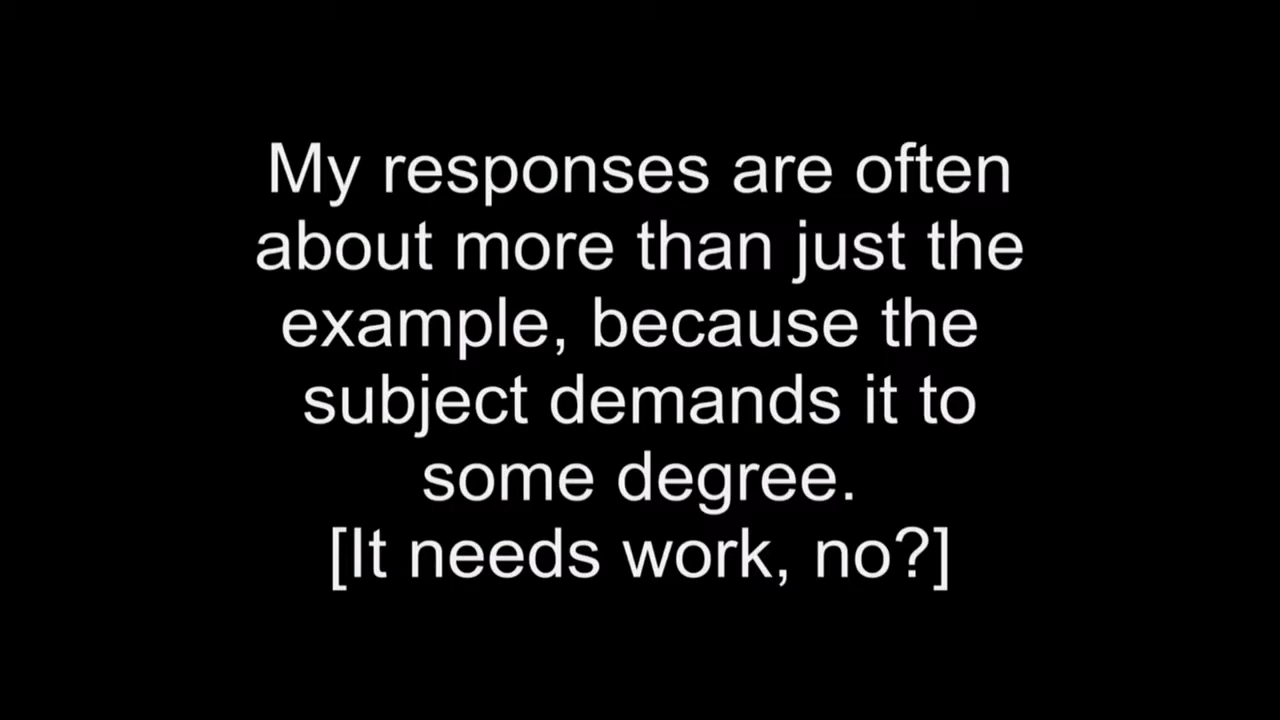 My responses are often
about more than just the
example, because the
subject demands it to
some degree.
[It needs work, no?]